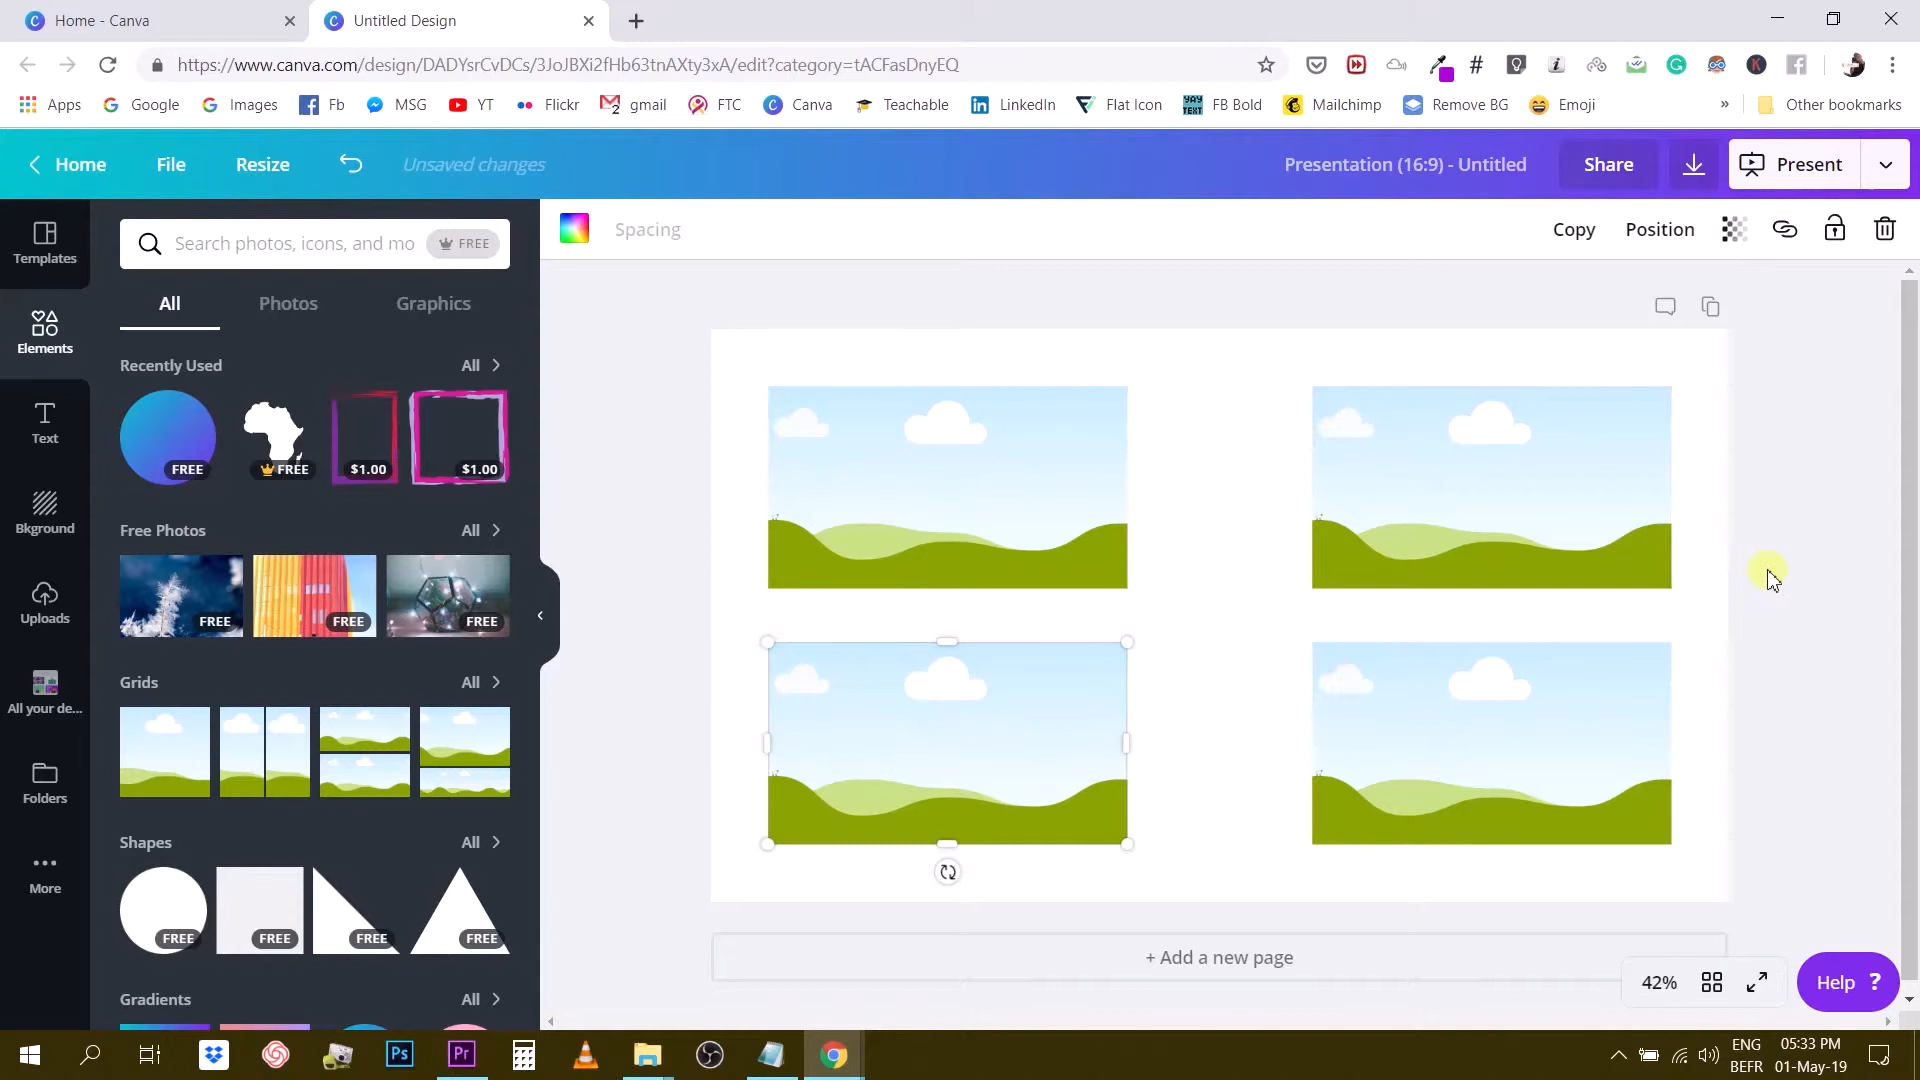 Home - Canva
Untitled Design
https://www.canva.com/design/DADYsrCvDCs/3JoJBXi2fHb63tnAXty3xA/edit?category=tACFasDnyEQ
Apps Google Images Fb MSG YT Flickr gmail FTC Canva Teachable LinkedIn Flat Icon FB Bold Mailchimp Remove BG Emoji » Other bookmarks
Home File Resize Unsaved changes Presentation (16:9) - Untitled Share Present
Search photos, icons, and mo FREE
Spacing Copy Position
Templates
All Photos Graphics
Elements
Recently Used All
FREE FREE $1.00 $1.00
Text
Free Photos All
Bkground
FREE FREE FREE
Uploads
Grids All
All your de...
Folders
Shapes All
More
FREE FREE FREE FREE
+ Add a new page
42% Help ?
Gradients All
Ps Pr
ENG 05:33 PM
BEFR 01-May-19